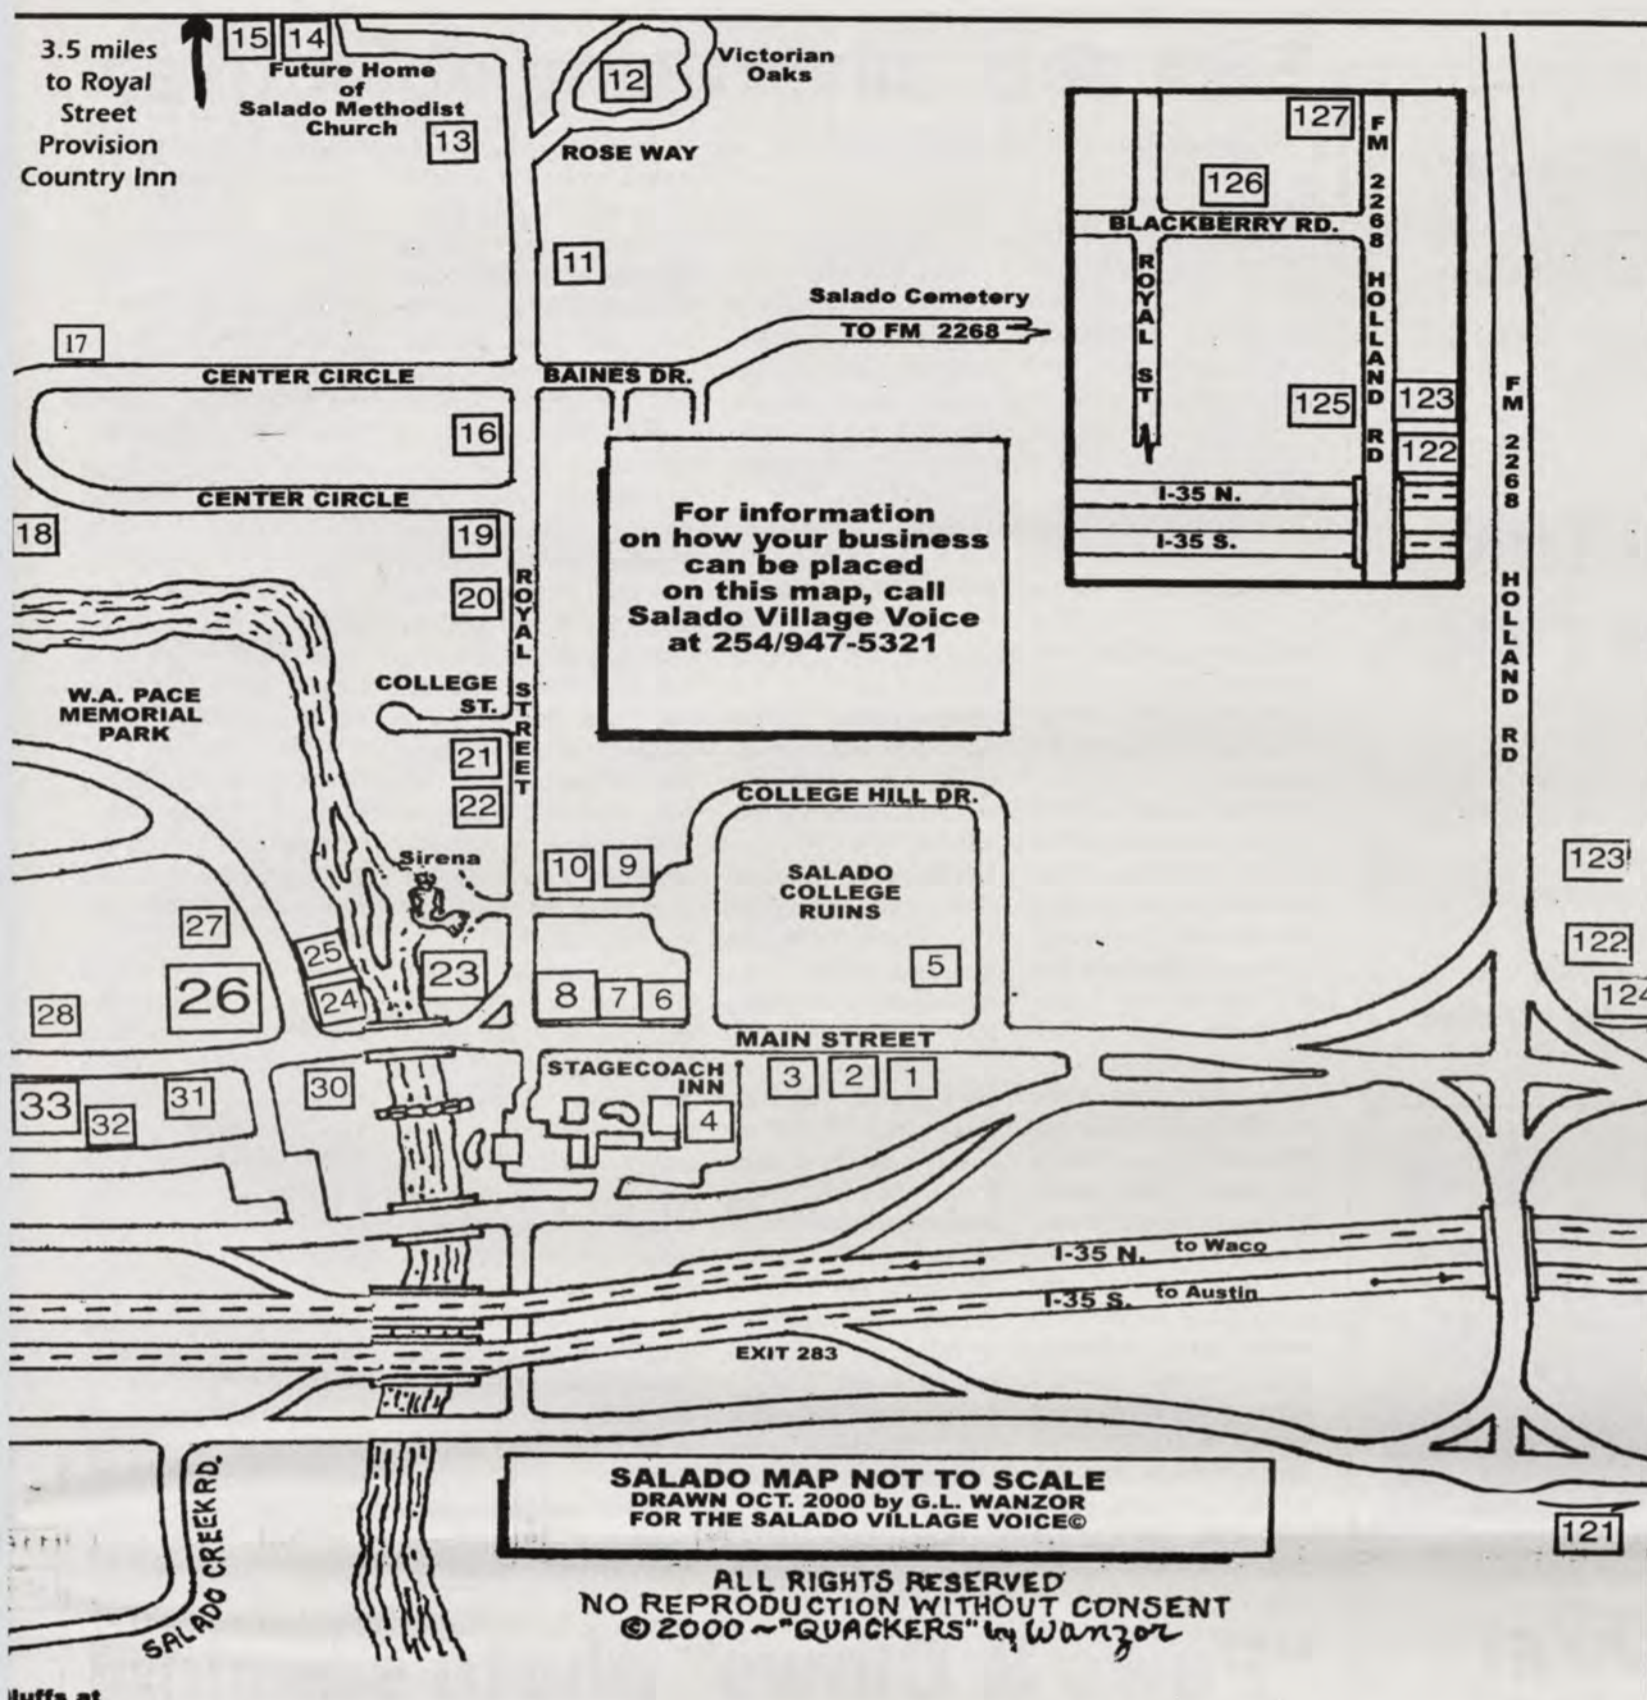 3.5 miles
to Royal
Street
Provision
Country Inn
15
14
Future Home
of
Salado Methodist
Church
13
12
Victorian
Oaks
ROSE WAY
11
Salado Cemetery
TO FM 2268
17
CENTER CIRCLE
BAINES DR.
16
CENTER CIRCLE
18
19
20
ROYAL STREET
For information
on how your business
can be placed
on this map, call
Salado Village Voice
at 254/947-5321
127
126
BLACKBERRY RD.
ROYAL ST
FM 2268 HOLLAND RD
125
123
122
I-35 N.
I-35 S.
FM 2268 HOLLAND RD
W.A. PACE
MEMORIAL
PARK
COLLEGE
ST.
21
22
Sirena
10
9
COLLEGE HILL DR.
SALADO
COLLEGE
RUINS
5
123
122
124
27
25
26
24
23
28
8
7
6
MAIN STREET
STAGECOACH
INN
3
2
1
4
33
32
31
30
I-35 N. to Waco
I-35 S. to Austin
EXIT 283
SALADO CREEK RD.
SALADO MAP NOT TO SCALE
DRAWN OCT. 2000 by G.L. WANZOR
FOR THE SALADO VILLAGE VOICE©
121
ALL RIGHTS RESERVED
NO REPRODUCTION WITHOUT CONSENT
©2000~"QUACKERS" by Wanzor